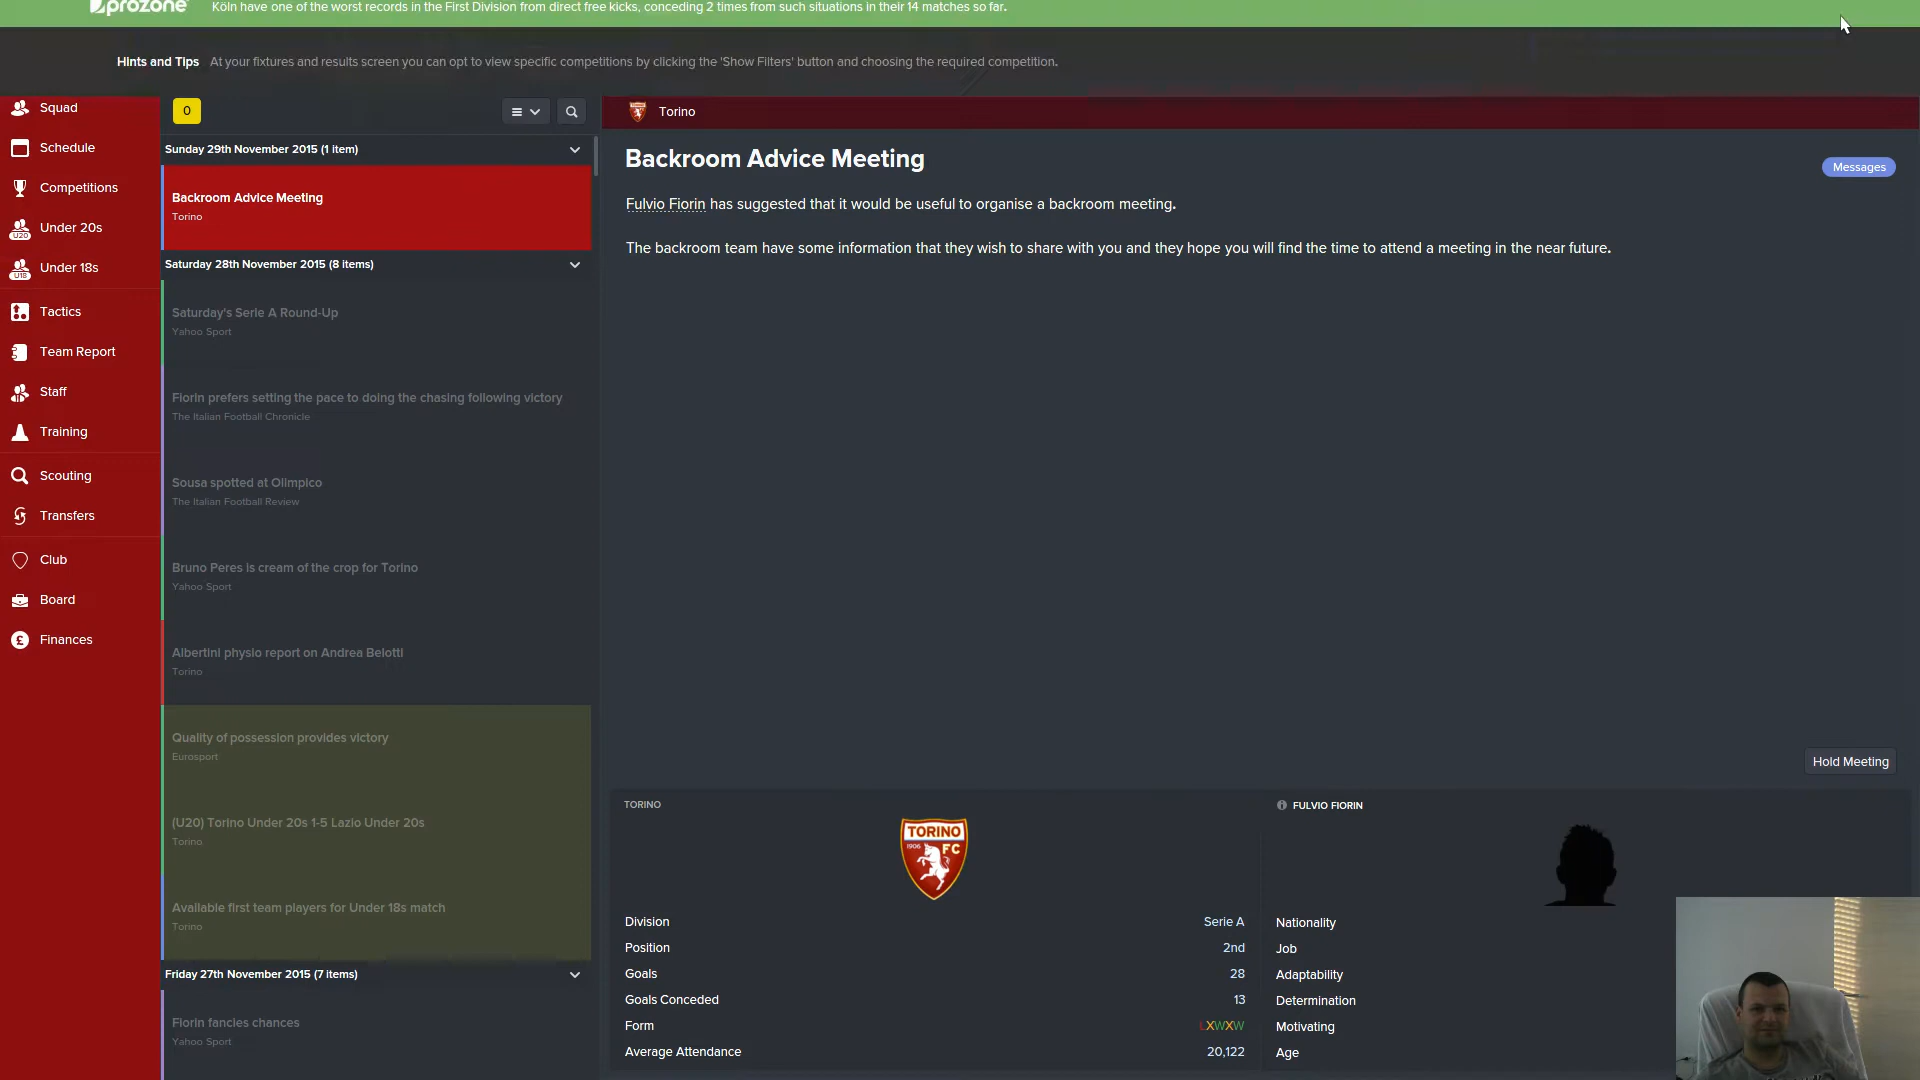 prozone
Köln have one of the worst records in the First Division from direct free kicks, conceding 2 times from such situations in their 14 matches so far.
Hints and Tips At your fixtures and results screen you can opt to view specific competitions by clicking the 'Show Filters' button and choosing the required competition.
Squad
Schedule
Competitions
U20 Under 20s
U18 Under 18s
Tactics
Team Report
Staff
Training
Scouting
Transfers
Club
Board
£ Finances
0
Sunday 29th November 2015 (1 item)
Backroom Advice Meeting
Torino
Saturday 28th November 2015 (8 items)
Saturday's Serie A Round-Up
Yahoo Sport
Fiorin prefers setting the pace to doing the chasing following victory
The Italian Football Chronicle
Sousa spotted at Olimpico
The Italian Football Review
Bruno Peres is cream of the crop for Torino
Yahoo Sport
Albertini physio report on Andrea Belotti
Torino
Quality of possession provides victory
Eurosport
(U20) Torino Under 20s 1-5 Lazio Under 20s
Torino
Available first team players for Under 18s match
Torino
Friday 27th November 2015 (7 items)
Fiorin fancies chances
Yahoo Sport
Torino
Backroom Advice Meeting
Messages
Fulvio Fiorin has suggested that it would be useful to organise a backroom meeting.
The backroom team have some information that they wish to share with you and they hope you will find the time to attend a meeting in the near future.
Hold Meeting
TORINO
TORINO
1906 FC
Division Serie A
Position 2nd
Goals 28
Goals Conceded 13
Form LXWXW
Average Attendance 20,122
FULVIO FIORIN
Nationality
Job
Adaptability
Determination
Motivating
Age